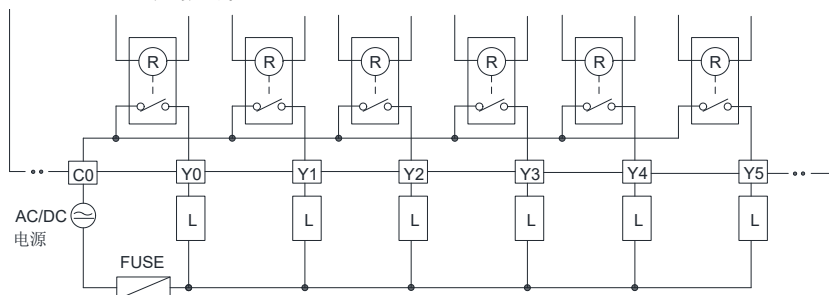 R R R R R R
C0 Y0 Y1 Y2 Y3 Y4 Y5
L L L L L L
AC/DC
电源
FUSE